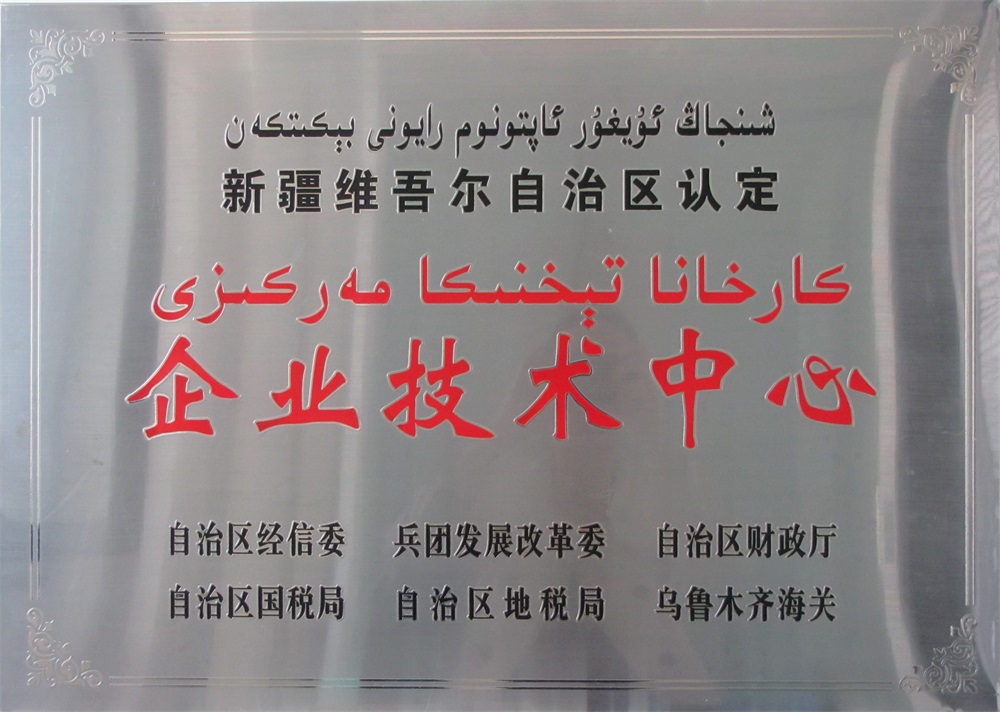 شىنجاڭ ئۇيغۇر ئاپتونوم رايونى بېكىتكەن
新疆维吾尔自治区认定
كارخانا تېخنىكا مەركىزى
企业技术中心
自治区经信委 兵团发展改革委 自治区财政厅
自治区国税局 自治区地税局 乌鲁木齐海关